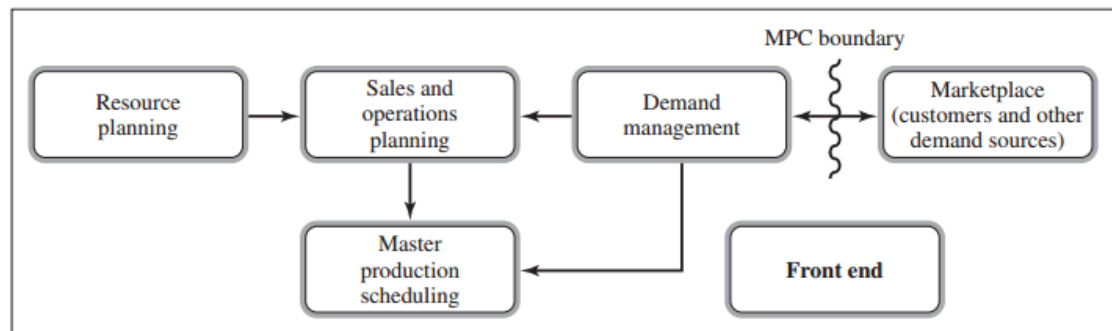 MPC boundary
Resource
planning
Sales and
operations
planning
Demand
management
Marketplace
(customers and other
demand sources)
Master
production
scheduling
Front end